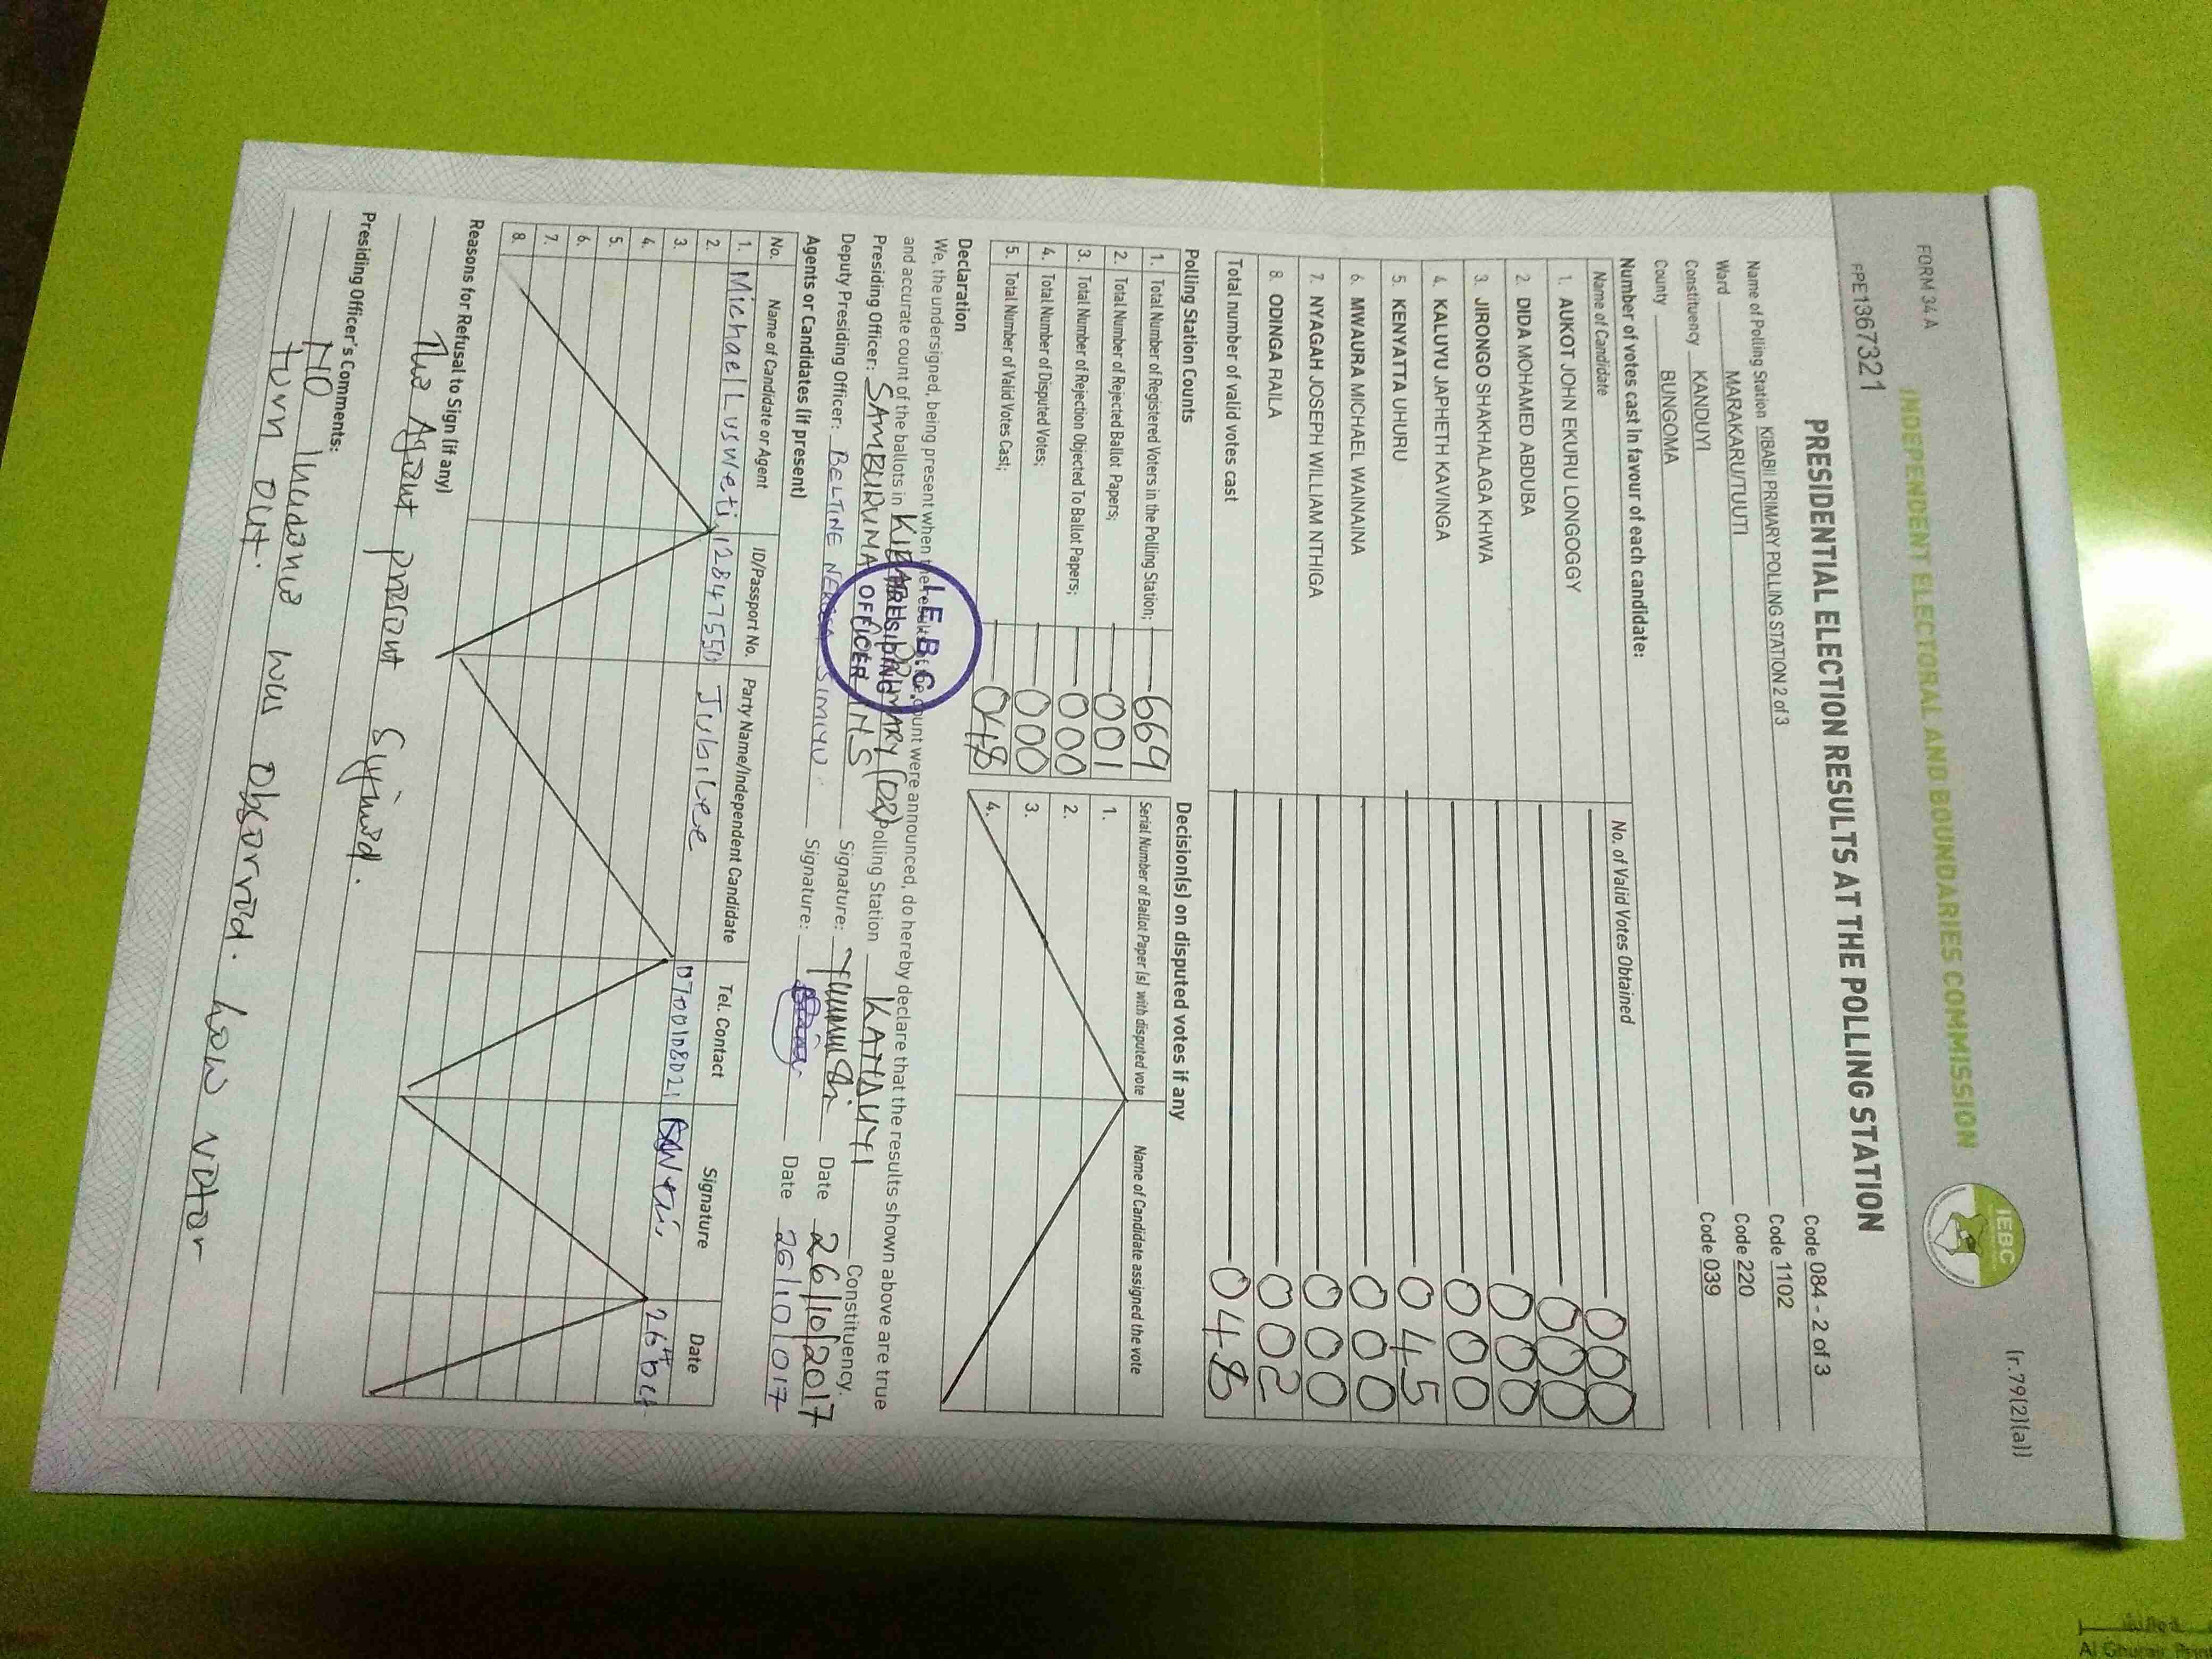 FORM 34 A
(r.79(2)(a))
INDEPENDENT ELECTORAL AND BOUNDARIES COMMISSION
IEBC
FPE1367321
PRESIDENTIAL ELECTION RESULTS AT THE POLLING STATION
Name of Polling Station KIBABII PRIMARY POLLING STATION 2 of 3 Code 084 - 2 of 3
Ward MARAKARU/TUUTI Code 1102
Constituency KANDUYI Code 220
County BUNGOMA Code 039
Number of votes cast in favour of each candidate:
Name of Candidate No. of Valid Votes Obtained
1. AUKOT JOHN EKURU LONGOGGY 000
2. DIDA MOHAMED ABDUBA 000
3. JIRONGO SHAKHALAGA KHWA 000
4. KALUYU JAPHETH KAVINGA 000
5. KENYATTA UHURU 045
6. MWAURA MICHAEL WAINAINA 000
7. NYAGAH JOSEPH WILLIAM NTHIGA 000
8. ODINGA RAILA 002
Total number of valid votes cast 048
Polling Station Counts
1. Total Number of Registered Voters in the Polling Station; 669
2. Total Number of Rejected Ballot Papers; 001
3. Total Number of Rejection Objected To Ballot Papers; 000
4. Total Number of Disputed Votes; 000
5. Total Number of Valid Votes Cast; 048
Decision(s) on disputed votes if any
Serial Number of Ballot Paper (s) with disputed vote Name of Candidate assigned the vote
1.
2.
3.
4.
Declaration
We, the undersigned, being present when the results of the count were announced, do hereby declare that the results shown above are true
and accurate count of the ballots in KIBABII PRIMARY (02) Polling Station KANDUYI Constituency.
I.E.B.C.
PRESIDING
OFFICER
Presiding Officer: Signature: Date 26/10/2017
Deputy Presiding Officer: BELTINE SIMIYU Signature: Date 26/10/017
Agents or Candidates (if present)
No. Name of Candidate or Agent ID/Passport No. Party Name/Independent Candidate Tel. Contact Signature Date
1. Michael Lusweti 12847550 Jubilee 0700108021 26th Oct
2.
3.
4.
5.
6.
7.
8.
Reasons for Refusal to Sign (if any)
The Agent present Signed.
Presiding Officer's Comments:
NO Incidence was observed. Low voter
turn out.